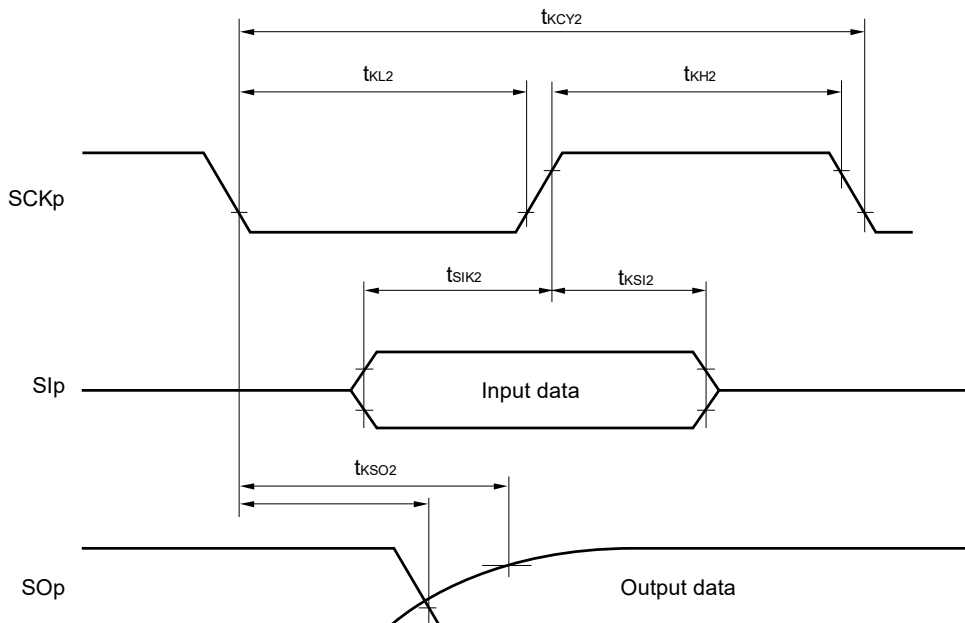 tKCY2
tKL2
tKH2
SCKp
tSIK2
tKSI2
SIp
Input data
tKSO2
SOp
Output data